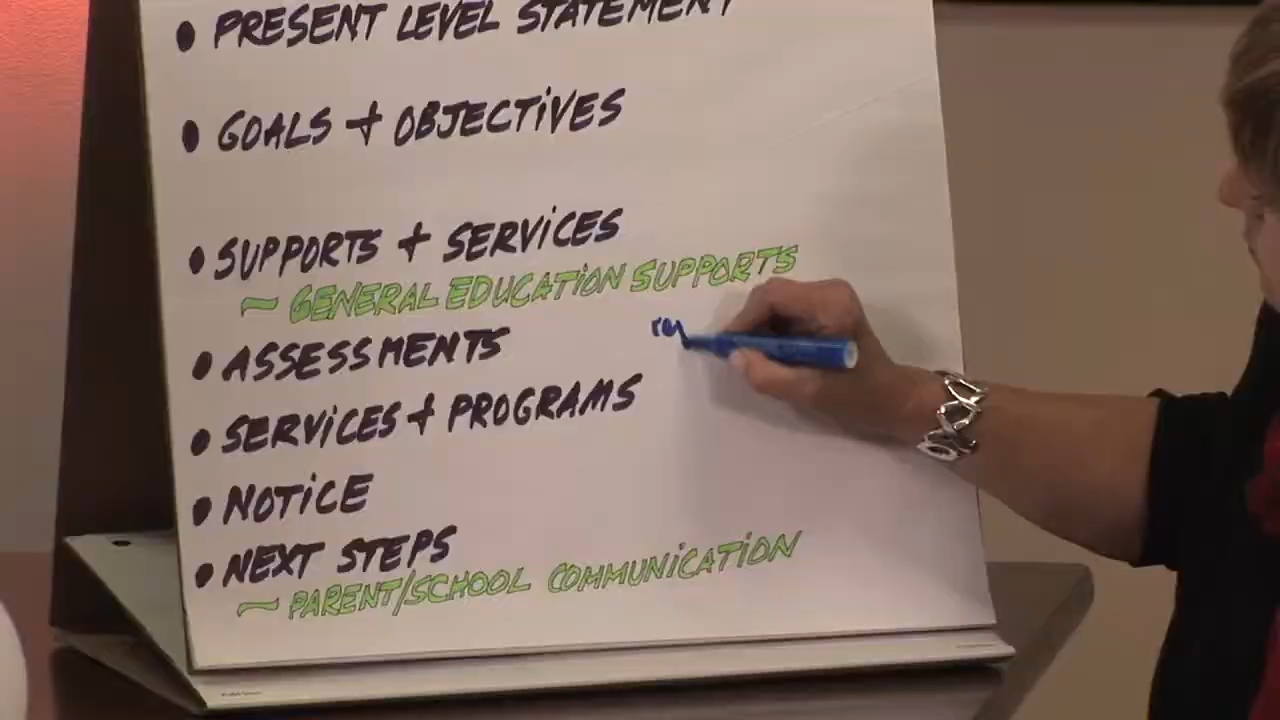 • PRESENT LEVEL STATEMENT
• GOALS + OBJECTIVES
• SUPPORTS + SERVICES
~ GENERAL EDUCATION SUPPORTS
• ASSESSMENTS
• SERVICES + PROGRAMS
• NOTICE
• NEXT STEPS
~ PARENT/SCHOOL COMMUNICATION